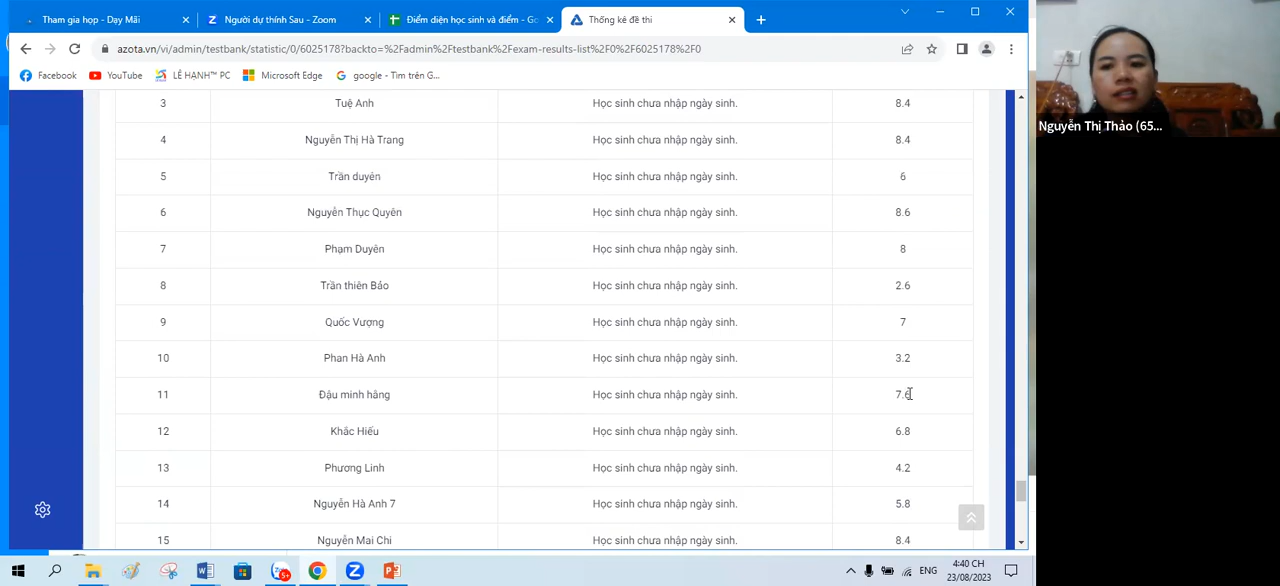 Tham gia họp - Dạy Mãi
Người dự thính Sau - Zoom
Điểm diện học sinh và điểm - Go
Thống kê đề thi
azota.vn/vi/admin/testbank/statistic/0/6025178?backto=%2Fadmin%2Ftestbank%2Fexam-results-list%2F0%2F6025178%2F0
Facebook
YouTube
LÊ HẠNH™ PC
Microsoft Edge
google - Tìm trên G...
3 Tuệ Anh Học sinh chưa nhập ngày sinh. 8.4
4 Nguyễn Thị Hà Trang Học sinh chưa nhập ngày sinh. 8.4
5 Trần duyên Học sinh chưa nhập ngày sinh. 6
6 Nguyễn Thục Quyên Học sinh chưa nhập ngày sinh. 8.6
7 Phạm Duyên Học sinh chưa nhập ngày sinh. 8
8 Trần thiên Bảo Học sinh chưa nhập ngày sinh. 2.6
9 Quốc Vượng Học sinh chưa nhập ngày sinh. 7
10 Phan Hà Anh Học sinh chưa nhập ngày sinh. 3.2
11 Đậu minh hằng Học sinh chưa nhập ngày sinh. 7.6
12 Khắc Hiếu Học sinh chưa nhập ngày sinh. 6.8
13 Phương Linh Học sinh chưa nhập ngày sinh. 4.2
14 Nguyễn Hà Anh 7 Học sinh chưa nhập ngày sinh. 5.8
15 Nguyễn Mai Chi Học sinh chưa nhập ngày sinh. 8.4
Nguyễn Thị Thảo (65...
ENG
4:40 CH
23/08/2023